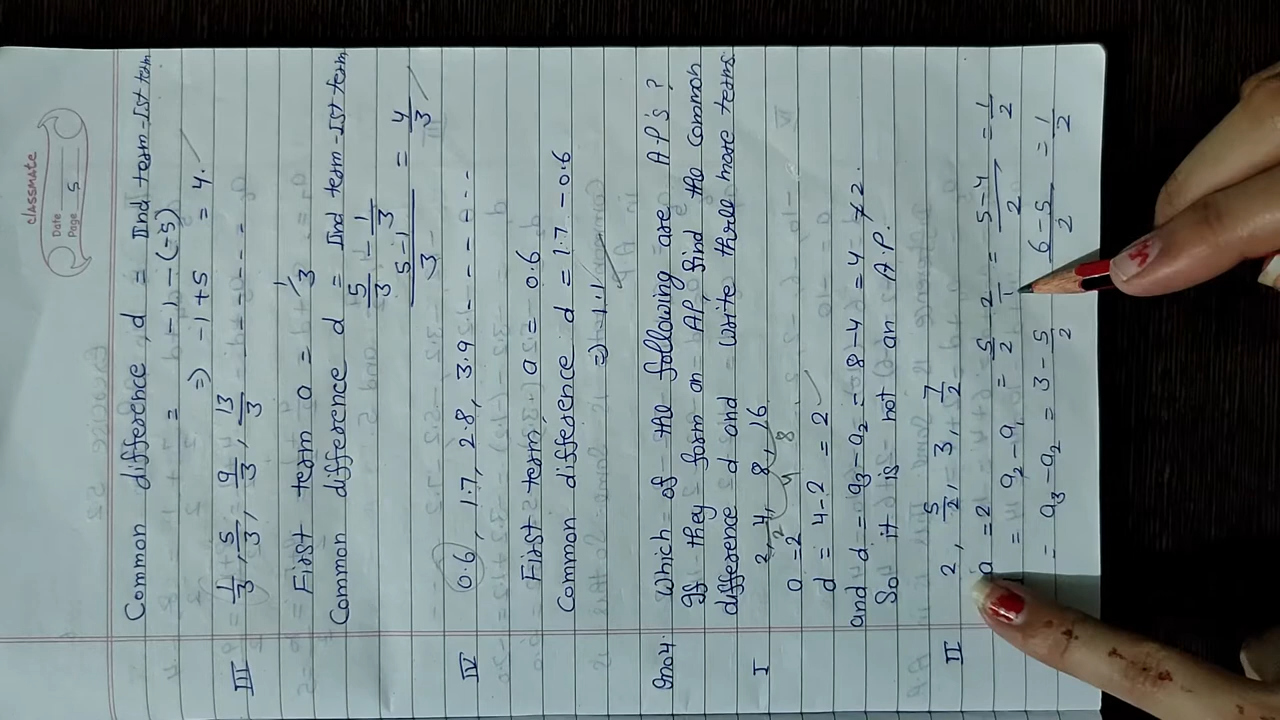 classmate
Date
Page 5
Common difference, d = IInd term - Ist term
= -1 - (-5)
=) -1 + 5 = 4.
III 1/3, 5/3, 9/3, 13/3 - - - -
First term a = 1/3
Common difference d = IInd term - Ist term
5/3 - 1/3
5-1/3 = 4/3
IV 0.6, 1.7, 2.8, 3.9 - - - - - -
First term, a = 0.6
Common difference d = 1.7 - 0.6
=) 1.1
Which of the following are A.P's ?
If they form an AP, find the common
difference d and write three more terms.
I 2, 4, 8, 16
2 4 8
a = 2
d = 4-2 = 2
and d = a3 - a2 = 8 - 4 = 4 ≠ 2.
So it is not an A.P.
II 2, 5/2, 3, 7/2
a = 2
= a2 - a1 = 5/2 - 2/1 = 5-4/2 = 1/2
= a3 - a2 = 3 - 5/2 = 6-5/2 = 1/2